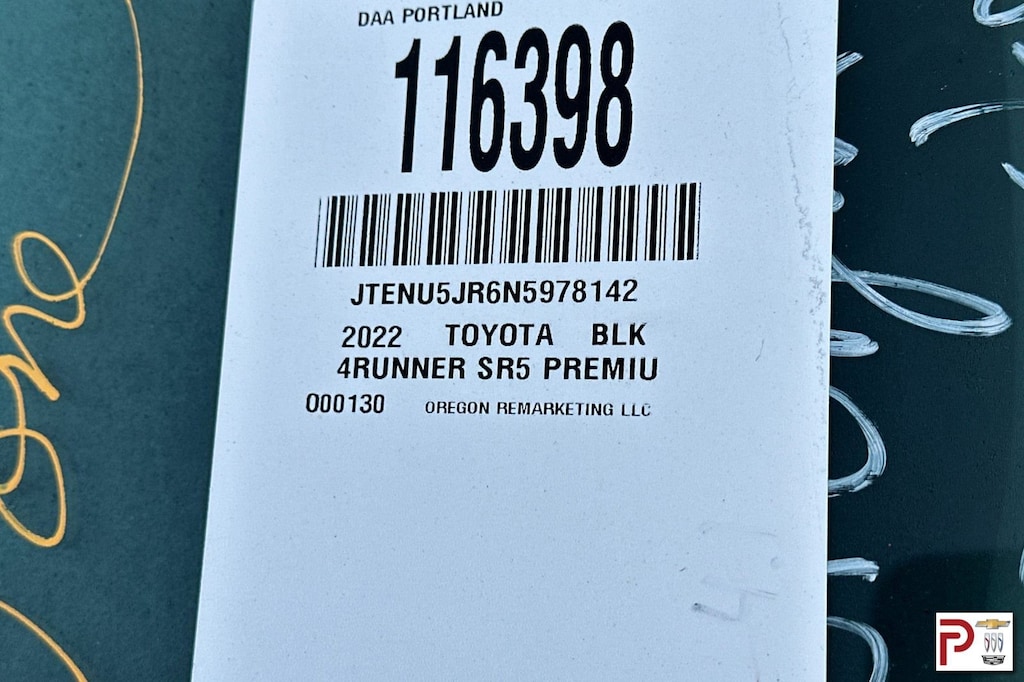 DAA PORTLAND
116398
JTENU5JR6N5978142
2022 TOYOTA BLK
4RUNNER SR5 PREMIU
000130 OREGON REMARKETING LLC
P